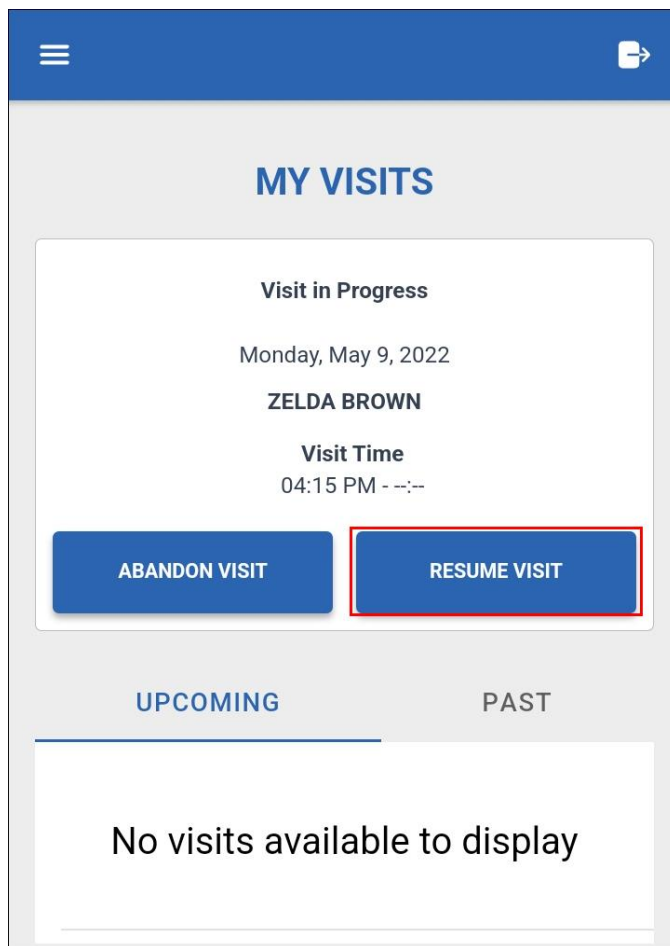 MY VISITS
Visit in Progress
Monday, May 9, 2022
ZELDA BROWN
Visit Time
04:15 PM - --:--
ABANDON VISIT
RESUME VISIT
UPCOMING
PAST
No visits available to display